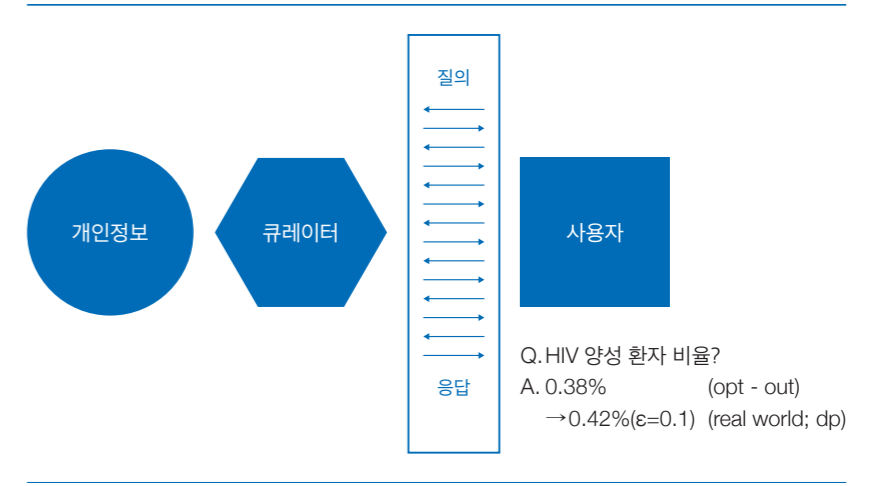 질의
개인정보
큐레이터
사용자
응답
Q. HIV 양성 환자 비율?
A. 0.38% (opt - out)
→0.42%(ε=0.1) (real world; dp)